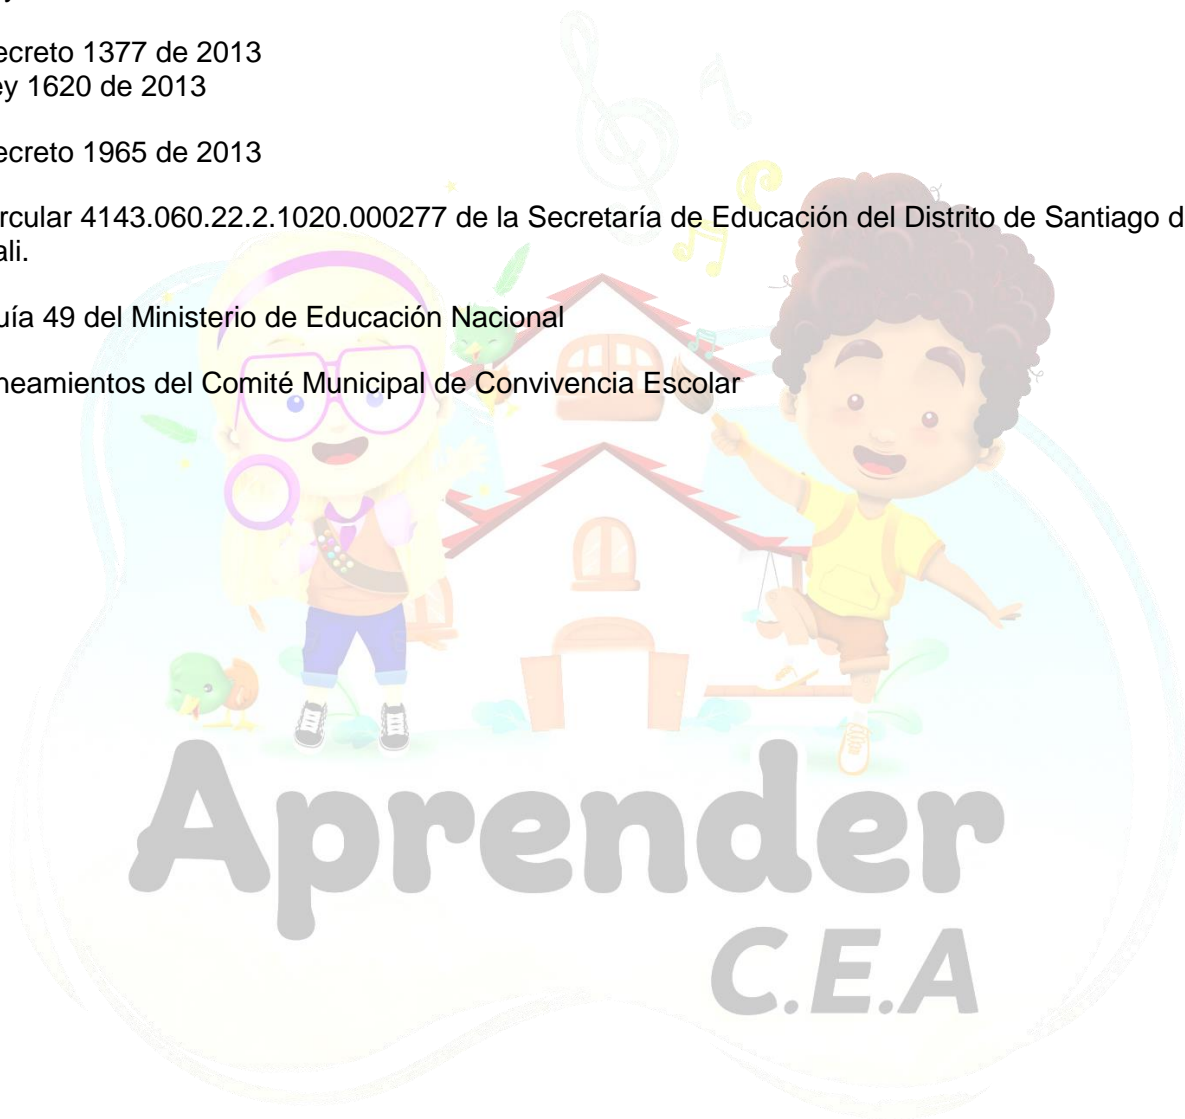 ecreto 1377 de 2013
ey 1620 de 2013
ecreto 1965 de 2013
ircular 4143.060.22.2.1020.000277 de la Secretaría de Educación del Distrito de Santiago d
ali.
uía 49 del Ministerio de Educación Nacional
neamientos del Comité Municipal de Convivencia Escolar
Aprender
C.E.A